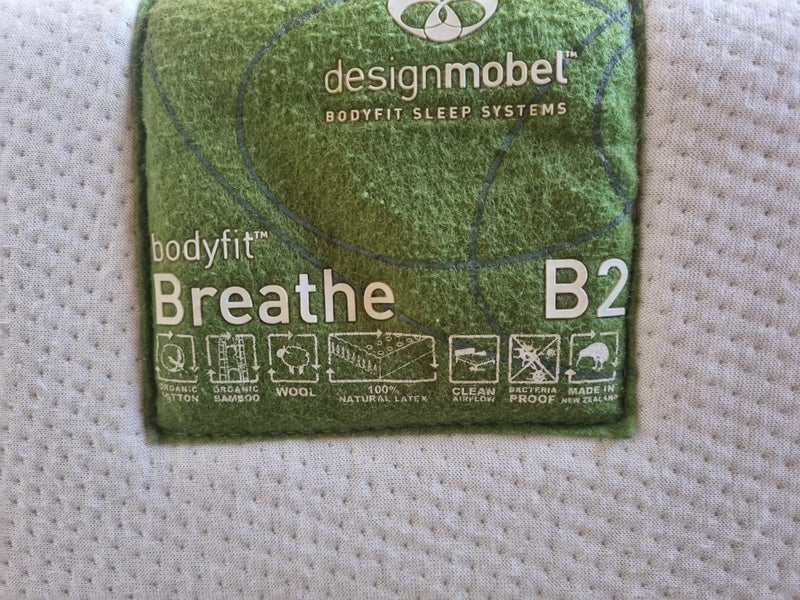 designmobel™
BODYFIT SLEEP SYSTEMS
bodyfit™
Breathe B2
ORGANIC COTTON
ORGANIC BAMBOO
WOOL
100% NATURAL LATEX
CLEAN AIRFLOW
BACTERIA PROOF
MADE IN NEW ZEALAND